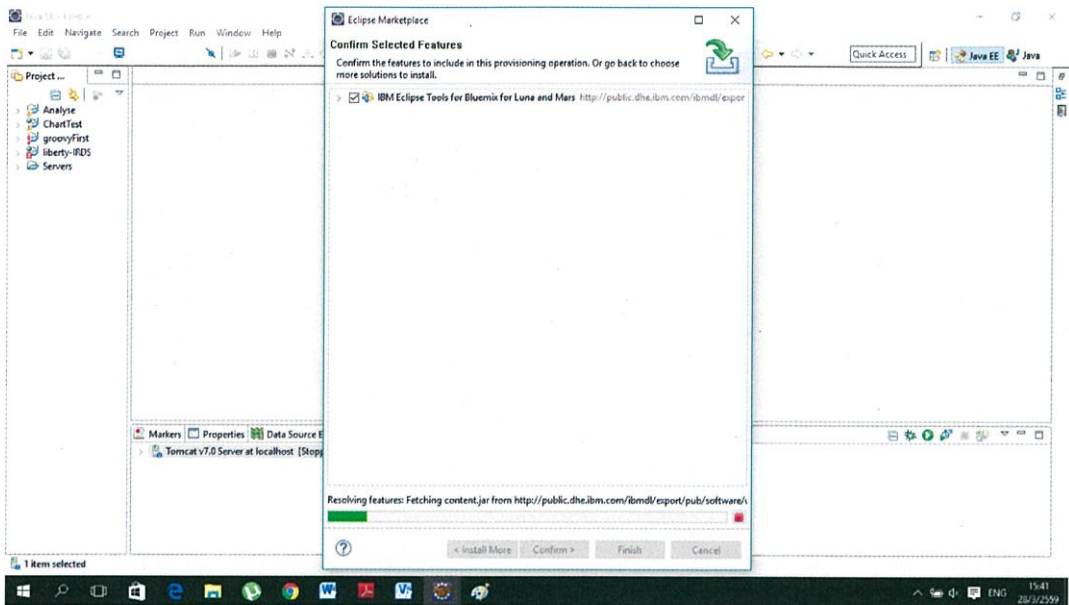 Eclipse Marketplace
File Edit Navigate Search Project Run Window Help
Confirm Selected Features
Confirm the features to include in this provisioning operation. Or go back to choose
more solutions to install.
Quick Access
Java EE
Java
Project ...
Analyse
ChartTest
groovyFirst
liberty-IRDS
Servers
IBM Eclipse Tools for Bluemix for Luna and Mars http://public.dhe.ibm.com/ibmdl/expor
Markers Properties Data Source E
Tomcat v7.0 Server at localhost [Stopp
Resolving features: Fetching content.jar from http://public.dhe.ibm.com/ibmdl/export/pub/software/
< Install More Confirm > Finish Cancel
1 item selected
ENG
15:41
28/3/2559